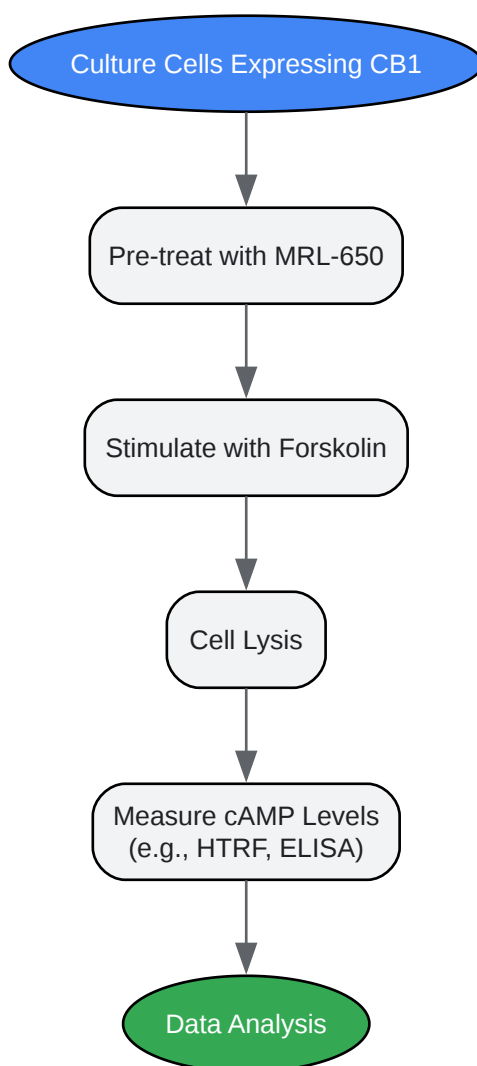 Culture Cells Expressing CB1
Pre-treat with MRL-650
Stimulate with Forskolin
Cell Lysis
Measure cAMP Levels
(e.g., HTRF, ELISA)
Data Analysis